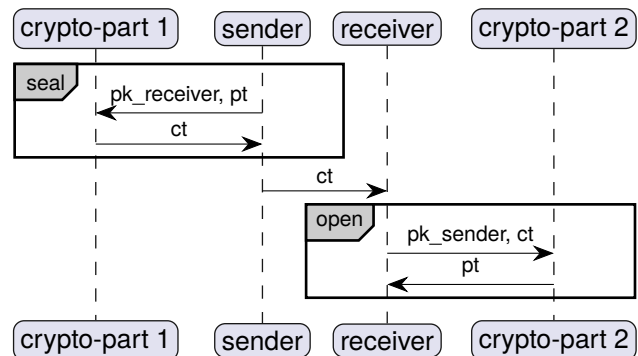 crypto-part 1 sender receiver crypto-part 2
seal
pk_receiver, pt
ct
ct
open
pk_sender, ct
pt
crypto-part 1 sender receiver crypto-part 2